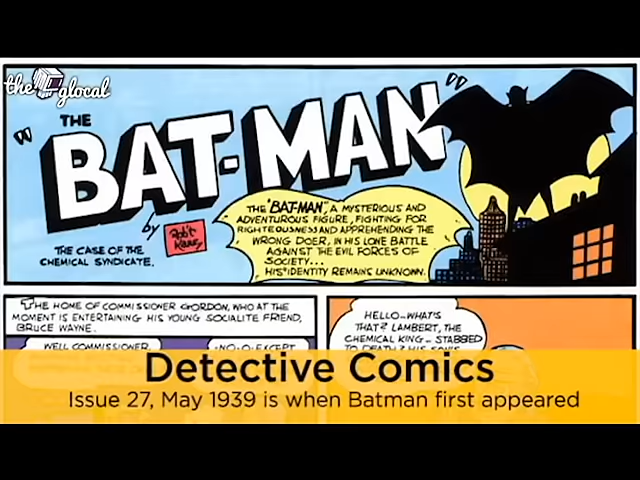 the glocal
"THE
BAT-MAN"
by
Rob't
Kane
THE CASE OF THE
CHEMICAL SYNDICATE.
THE "BAT-MAN", A MYSTERIOUS AND
ADVENTUROUS FIGURE, FIGHTING FOR
RIGHTEOUSNESS AND APPREHENDING THE
WRONG DOER, IN HIS LONE BATTLE
AGAINST THE EVIL FORCES OF
SOCIETY...
HIS IDENTITY REMAINS UNKNOWN.
THE HOME OF COMMISSIONER GORDON, WHO AT THE
MOMENT IS ENTERTAINING HIS YOUNG SOCIALITE FRIEND,
BRUCE WAYNE.
WELL COMMISSIONER,
NO-O-EXCEPT
HELLO--WHAT'S
THAT? LAMBERT, THE
CHEMICAL KING-- STABBED
TO DEATH? HIS SON'S
Detective Comics
Issue 27, May 1939 is when Batman first appeared